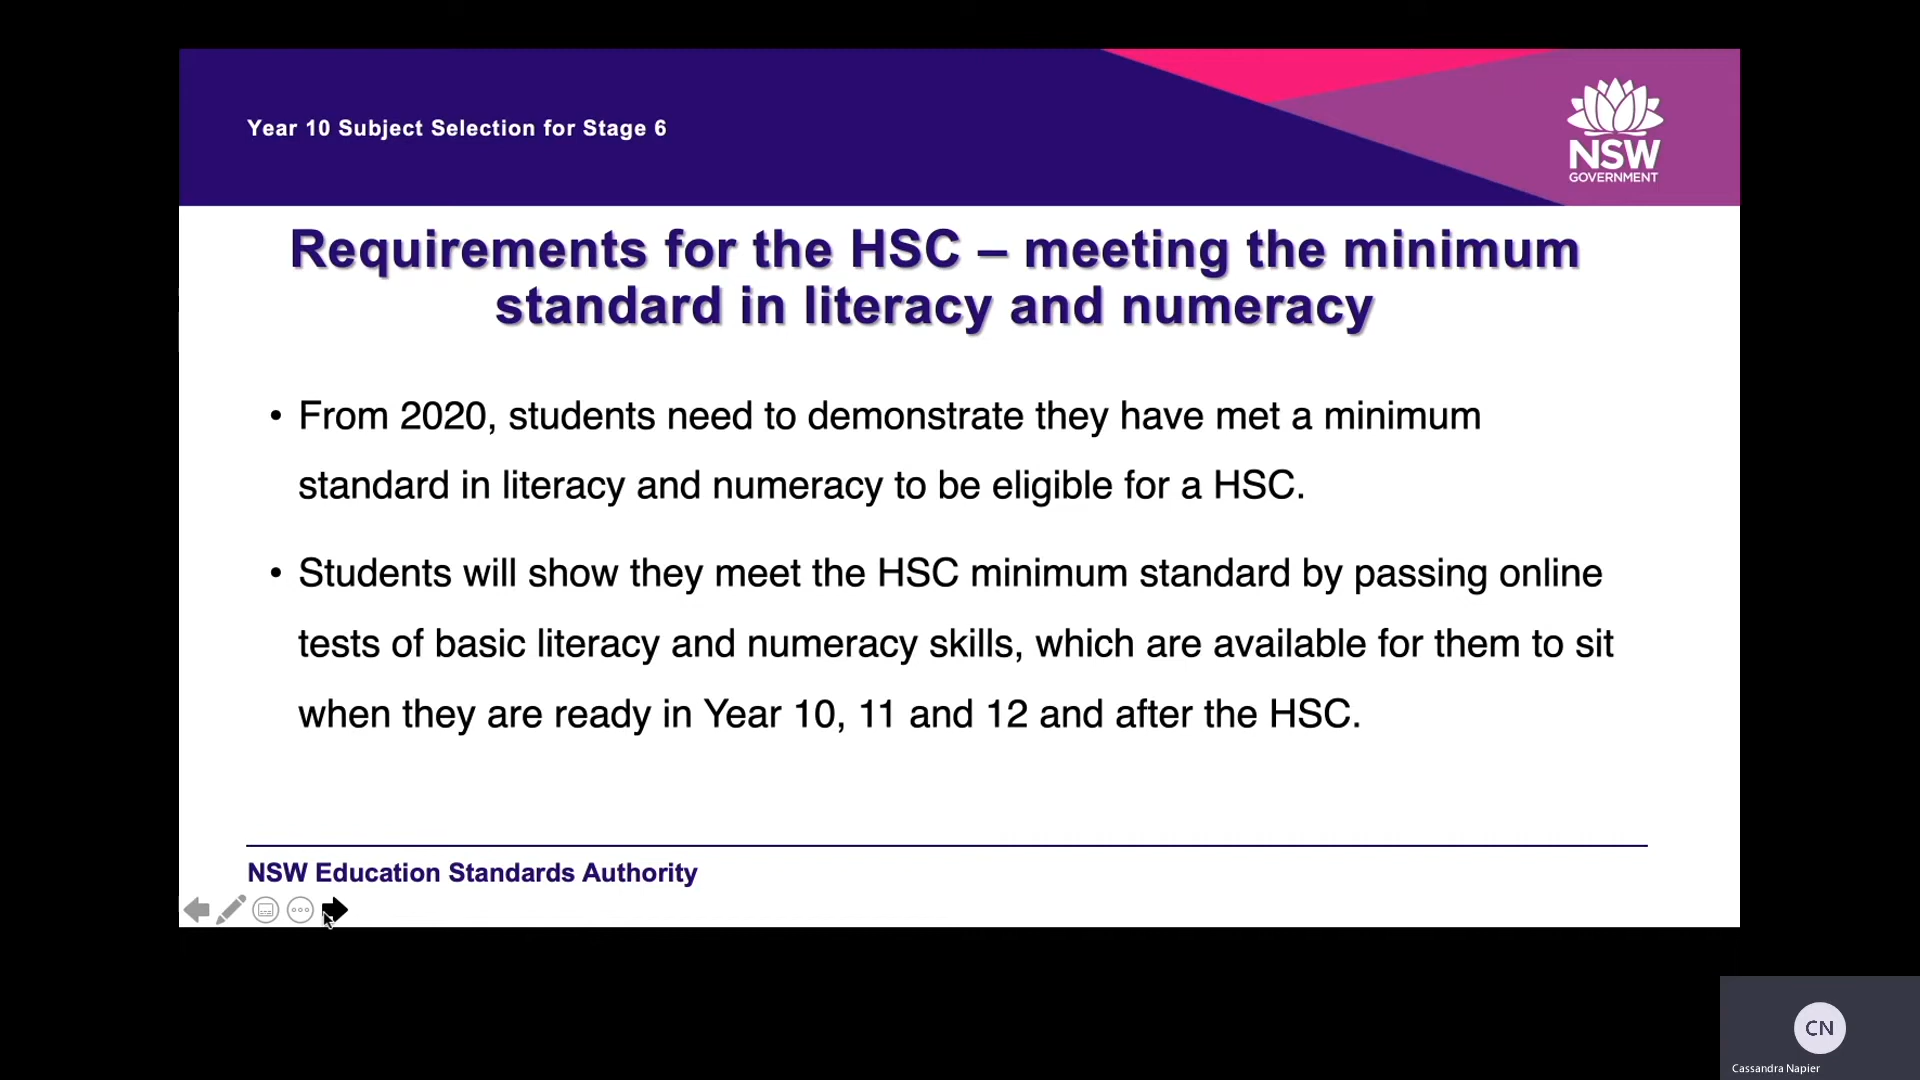 Year 10 Subject Selection for Stage 6
NSW
GOVERNMENT
Requirements for the HSC – meeting the minimum
standard in literacy and numeracy
• From 2020, students need to demonstrate they have met a minimum
standard in literacy and numeracy to be eligible for a HSC.
• Students will show they meet the HSC minimum standard by passing online
tests of basic literacy and numeracy skills, which are available for them to sit
when they are ready in Year 10, 11 and 12 and after the HSC.
NSW Education Standards Authority
CN
Cassandra Napier